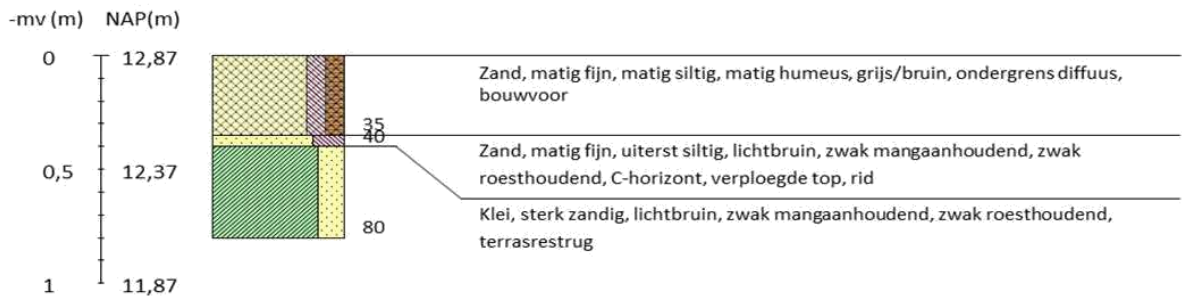 -mv (m) NAP(m)
0 12,87
Zand, matig fijn, matig siltig, matig humeus, grijs/bruin, ondergrens diffuus,
bouwvoor
35
40
Zand, matig fijn, uiterst siltig, lichtbruin, zwak mangaanhoudend, zwak
0,5 12,37
roesthoudend, C-horizont, verploegde top, rid
Klei, sterk zandig, lichtbruin, zwak mangaanhoudend, zwak roesthoudend,
80
terrasrestrug
1 11,87